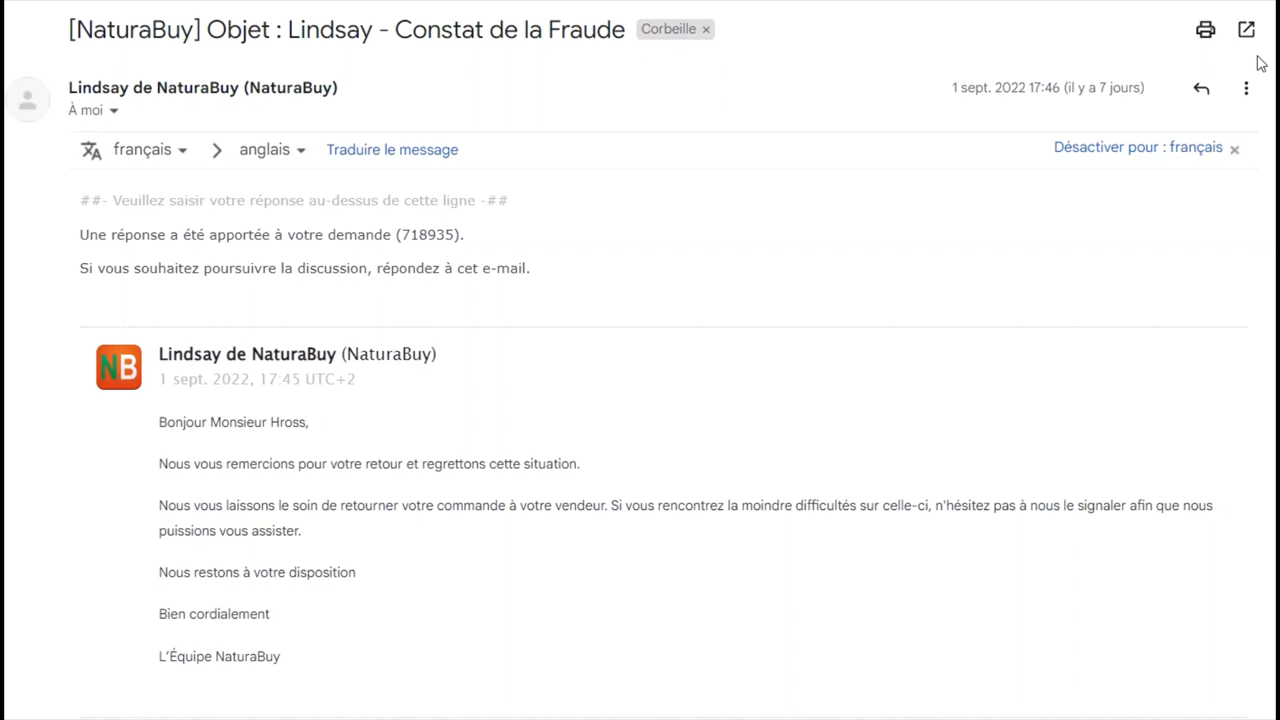 [NaturaBuy] Objet : Lindsay - Constat de la Fraude Corbeille ×
Lindsay de NaturaBuy (NaturaBuy) 1 sept. 2022 17:46 (il y a 7 jours)
À moi
français > anglais Traduire le message Désactiver pour : français ×
##- Veuillez saisir votre réponse au-dessus de cette ligne -##
Une réponse a été apportée à votre demande (718935).
Si vous souhaitez poursuivre la discussion, répondez à cet e-mail.
NB
Lindsay de NaturaBuy (NaturaBuy)
1 sept. 2022, 17:45 UTC+2
Bonjour Monsieur Hross,
Nous vous remercions pour votre retour et regrettons cette situation.
Nous vous laissons le soin de retourner votre commande à votre vendeur. Si vous rencontrez la moindre difficultés sur celle-ci, n'hésitez pas à nous le signaler afin que nous
puissions vous assister.
Nous restons à votre disposition
Bien cordialement
L'Équipe NaturaBuy